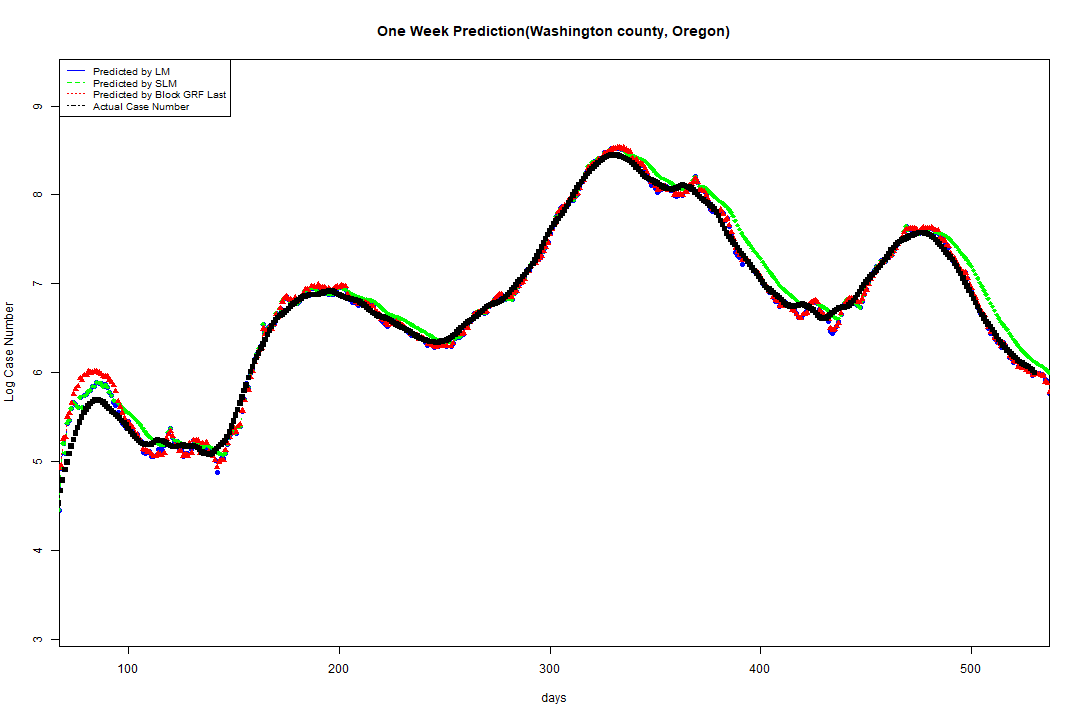 One Week Prediction(Washington county, Oregon)
Predicted by LM
Predicted by SLM
Predicted by Block GRF Last
Actual Case Number
9
8
7
6
5
4
3
Log Case Number
100 200 300 400 500
days